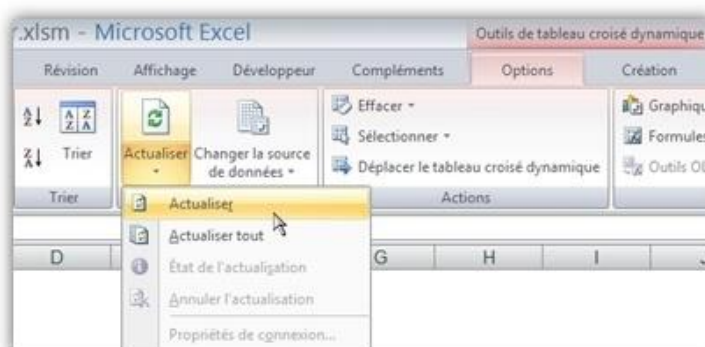 r.xlsm - Microsoft Excel
Outils de tableau croisé dynamique
Révision Affichage Développeur Compléments Options Création
Effacer
Sélectionner
Déplacer le tableau croisé dynamique
Trier
Actualiser
Changer la source
de données
Graphiqu
Formules
Outils OL
Trier
Actions
Actualiser
Actualiser tout
État de l'actualisation
Annuler l'actualisation
Propriétés de connexion...
D G H I